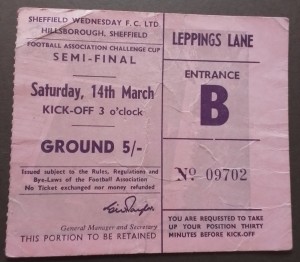 SHEFFIELD WEDNESDAY F.C. LTD.
HILLSBOROUGH, SHEFFIELD
FOOTBALL ASSOCIATION CHALLENGE CUP
SEMI-FINAL
Saturday, 14th March
KICK-OFF 3 o'clock
GROUND 5/-
Issued subject to the Rules, Regulations and
Bye-Laws of the Football Association
No Ticket exchanged nor money refunded
Eric Taylor
General Manager and Secretary
THIS PORTION TO BE RETAINED
LEPPINGS LANE
ENTRANCE
B
No 09702
YOU ARE REQUESTED TO TAKE
UP YOUR POSITION THIRTY
MINUTES BEFORE KICK-OFF